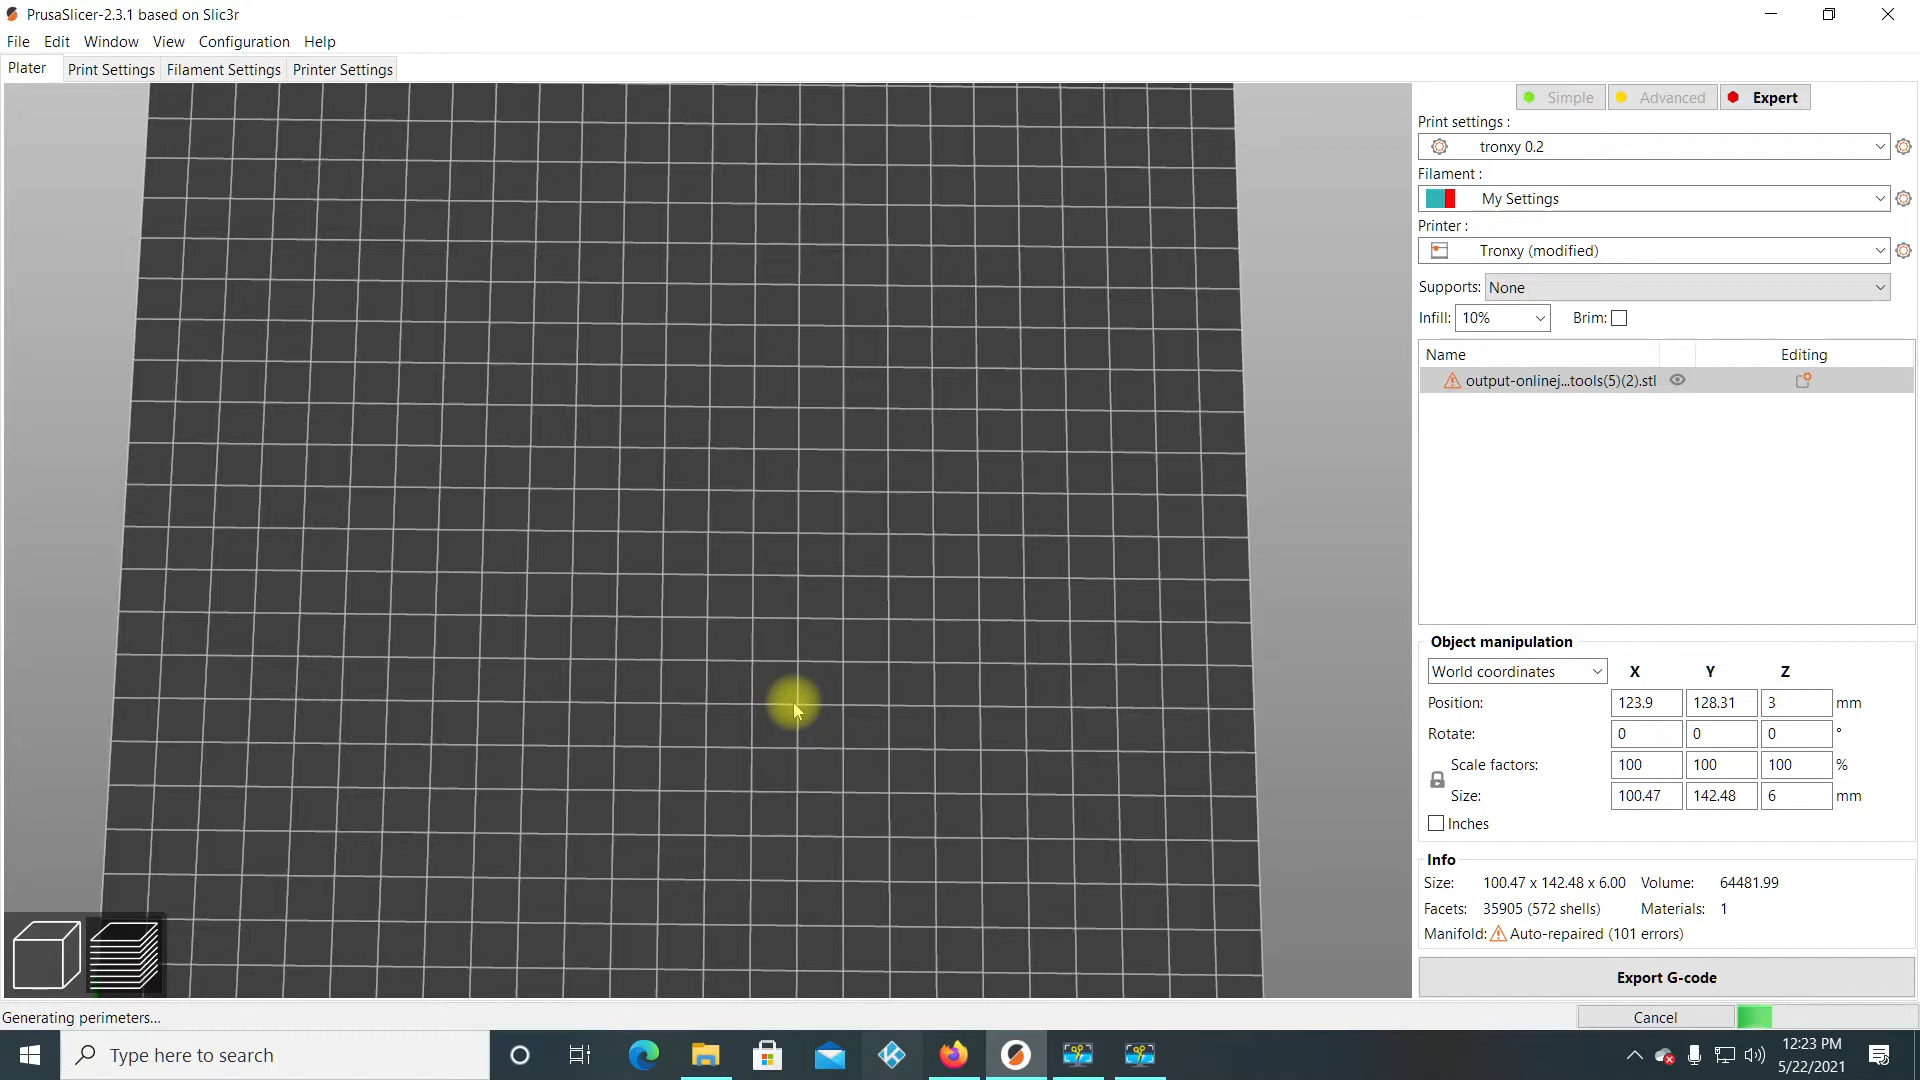 PrusaSlicer-2.3.1 based on Slic3r
File Edit Window View Configuration Help
Plater Print Settings Filament Settings Printer Settings
Simple Advanced Expert
Print settings :
tronxy 0.2
Filament :
My Settings
Printer :
Tronxy (modified)
Supports: None
Infill: 10% Brim:
Name Editing
output-onlinej...tools(5)(2).stl
Object manipulation
World coordinates X Y Z
Position: 123.9 128.31 3 mm
Rotate: 0 0 0 °
Scale factors: 100 100 100 %
Size: 100.47 142.48 6 mm
Inches
Info
Size: 100.47 x 142.48 x 6.00 Volume: 64481.99
Facets: 35905 (572 shells) Materials: 1
Manifold: Auto-repaired (101 errors)
Export G-code
Generating perimeters... Cancel
Type here to search
12:23 PM
5/22/2021